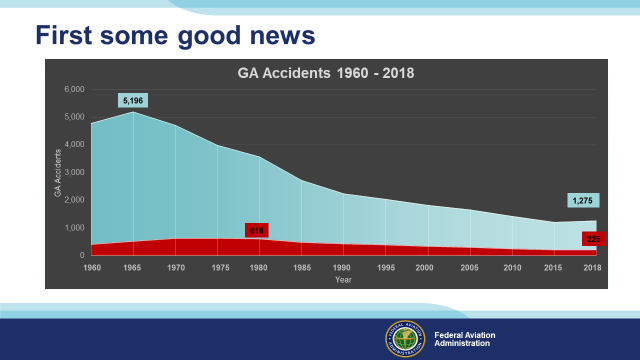 First some good news
GA Accidents 1960 - 2018
6,000
5,196
5,000
4,000
3,000
2,000
1,275
1,000
618
225
0
GA Accidents
1960 1965 1970 1975 1980 1985 1990 1995 2000 2005 2010 2015 2018
Year
Federal Aviation
Administration